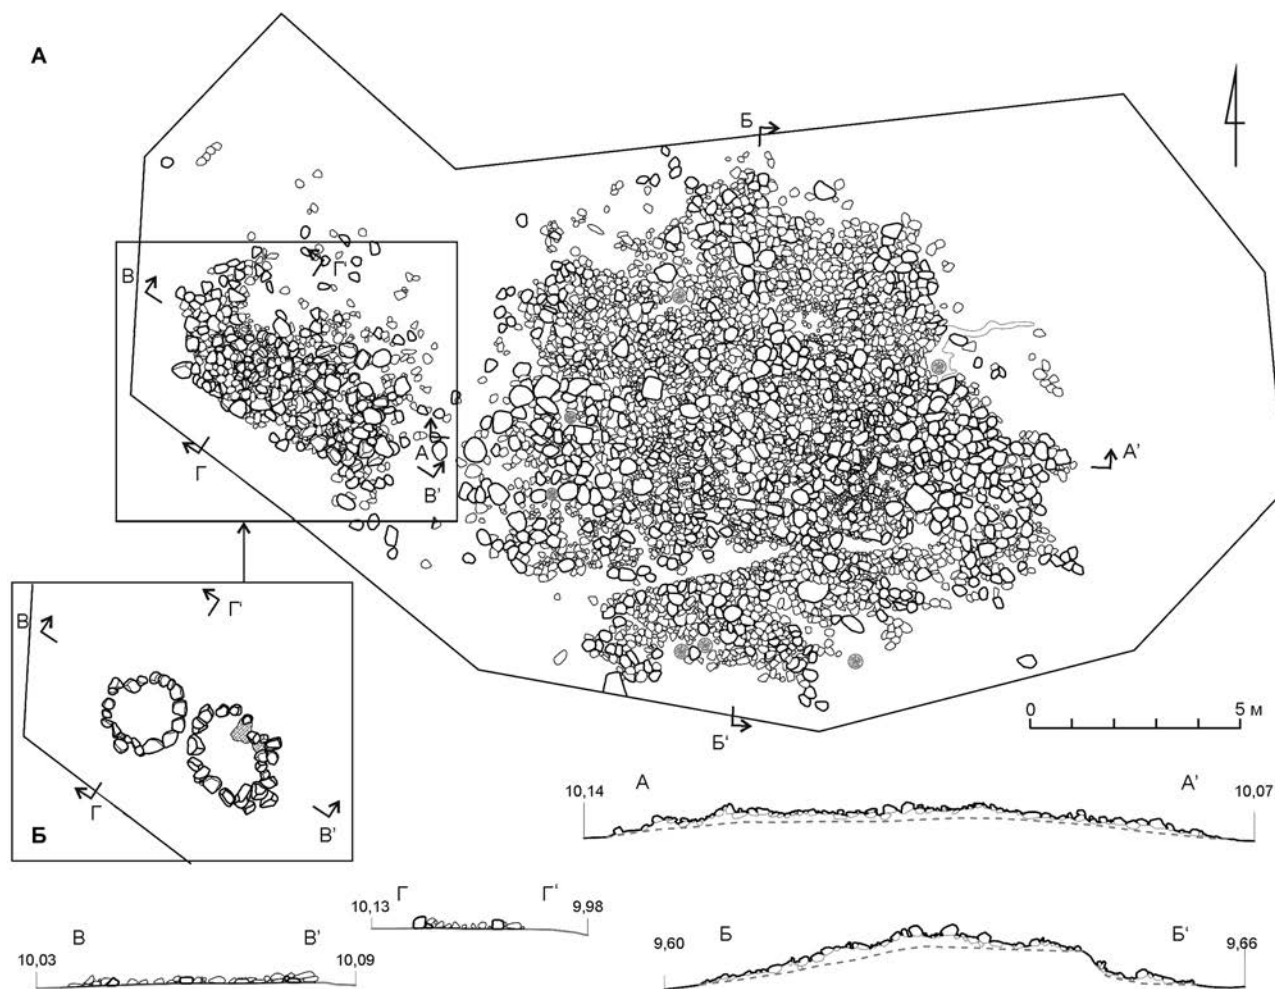 А
Б
В
Г'
В
А
В'
Г
А'
Б'
0 5 м
Г'
В
Г
В'
Б
А А'
10,14 10,07
Г Г'
10,13 9,98
В В'
10,03 10,09
Б Б'
9,60 9,66